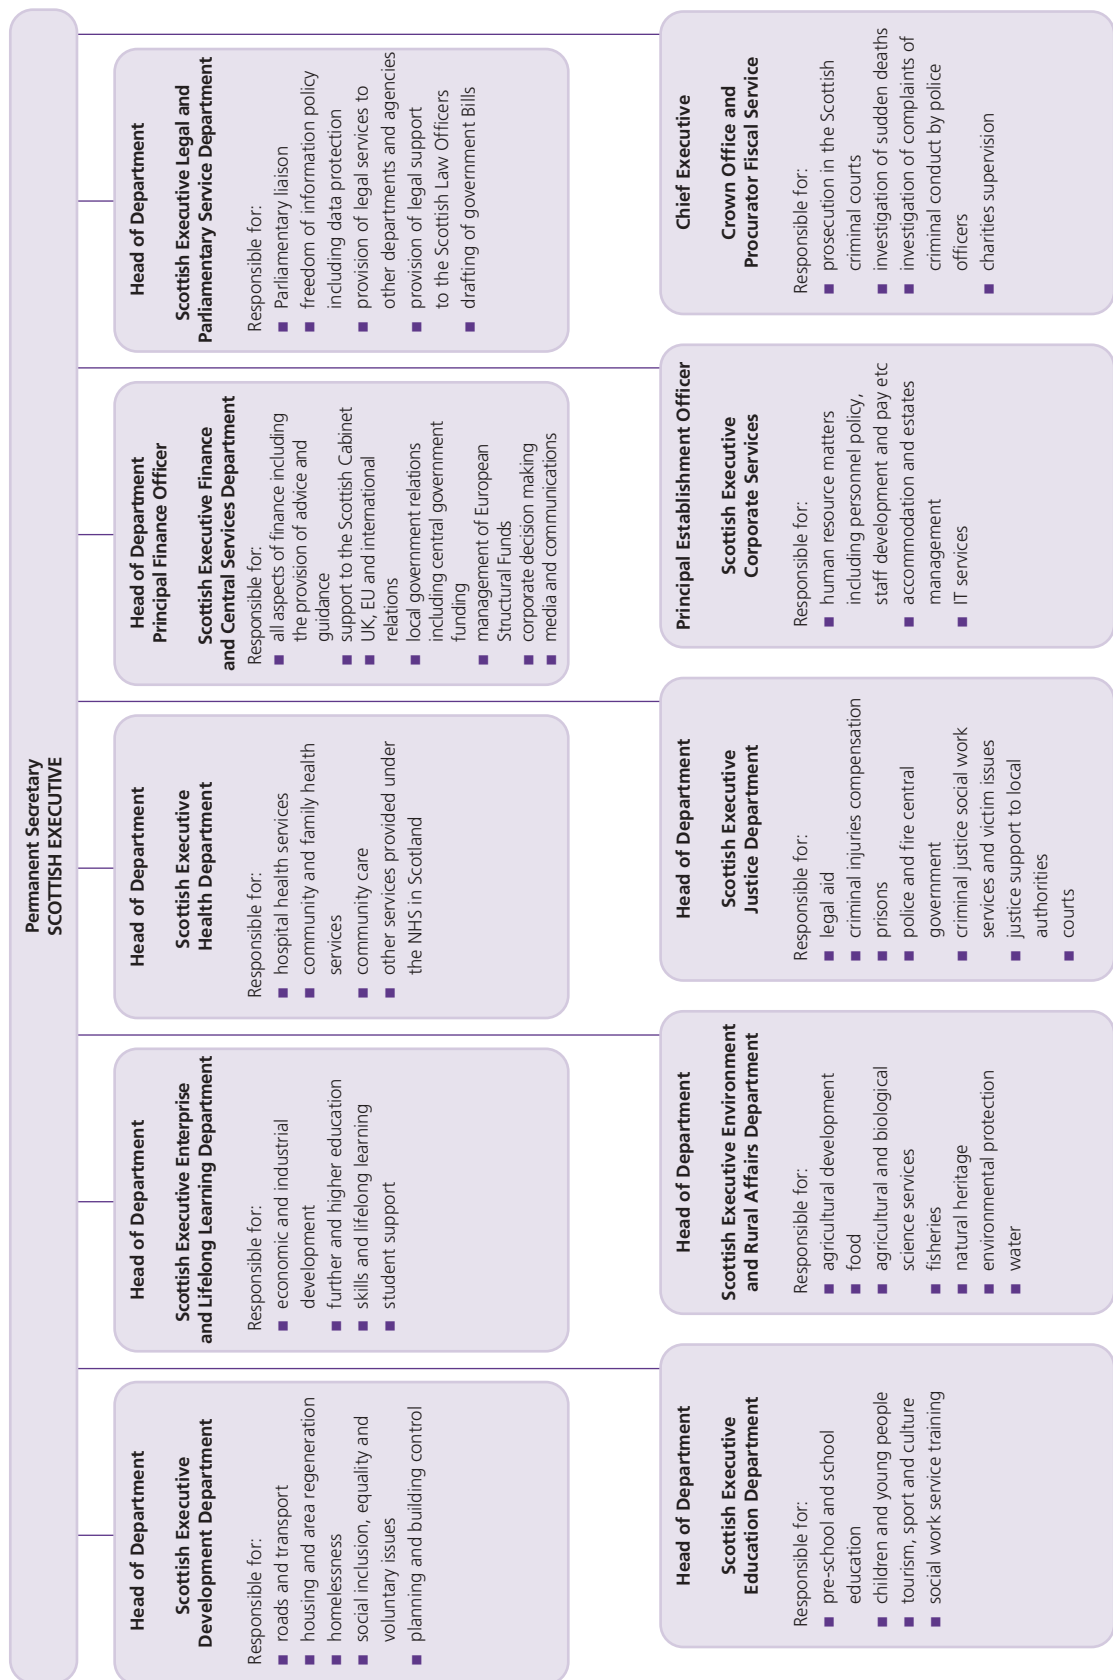 Permanent Secretary
SCOTTISH EXECUTIVE
Head of Department
Scottish Executive
Development Department
Responsible for:
■ roads and transport
■ housing and area regeneration
■ homelessness
■ social inclusion, equality and
voluntary issues
■ planning and building control
Head of Department
Scottish Executive Enterprise
and Lifelong Learning Department
Responsible for:
■ economic and industrial
development
■ further and higher education
■ skills and lifelong learning
■ student support
Head of Department
Scottish Executive
Health Department
Responsible for:
■ hospital health services
■ community and family health
services
■ community care
■ other services provided under
the NHS in Scotland
Head of Department
Principal Finance Officer
Scottish Executive Finance
and Central Services Department
Responsible for:
■ all aspects of finance including
the provision of advice and
guidance
■ support to the Scottish Cabinet
■ UK, EU and international
relations
■ local government relations
including central government
funding
■ management of European
Structural Funds
■ corporate decision making
■ media and communications
Head of Department
Scottish Executive Legal and
Parliamentary Service Department
Responsible for:
■ Parliamentary liaison
■ freedom of information policy
including data protection
■ provision of legal services to
other departments and agencies
■ provision of legal support
to the Scottish Law Officers
■ drafting of government Bills
Head of Department
Scottish Executive
Education Department
Responsible for:
■ pre-school and school
education
■ children and young people
■ tourism, sport and culture
■ social work service training
Head of Department
Scottish Executive Environment
and Rural Affairs Department
Responsible for:
■ agricultural development
■ food
■ agricultural and biological
science services
■ fisheries
■ natural heritage
■ environmental protection
■ water
Head of Department
Scottish Executive
Justice Department
Responsible for:
■ legal aid
■ criminal injuries compensation
■ prisons
■ police and fire central
government
■ criminal justice social work
services and victim issues
■ justice support to local
authorities
■ courts
Principal Establishment Officer
Scottish Executive
Corporate Services
Responsible for:
■ human resource matters
including personnel policy,
staff development and pay etc
■ accommodation and estates
management
■ IT services
Chief Executive
Crown Office and
Procurator Fiscal Service
Responsible for:
■ prosecution in the Scottish
criminal courts
■ investigation of sudden deaths
■ investigation of complaints of
criminal conduct by police
officers
■ charities supervision